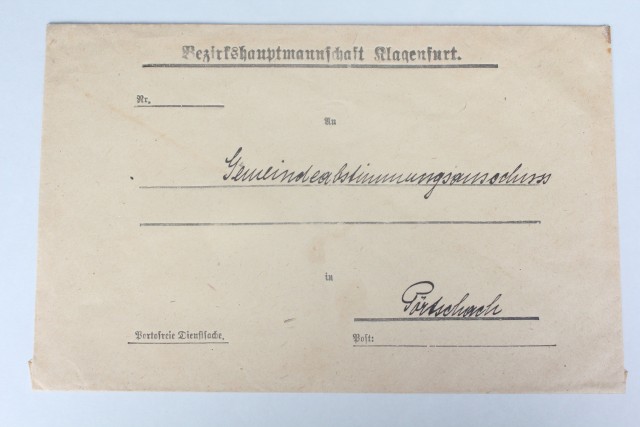 Bezirkshauptmannschaft Klagenfurt.
Nr.
An
Gemeindeabstimmungsausschuss
in
Pörtschach
Portofreie Dienstsache.
Post: